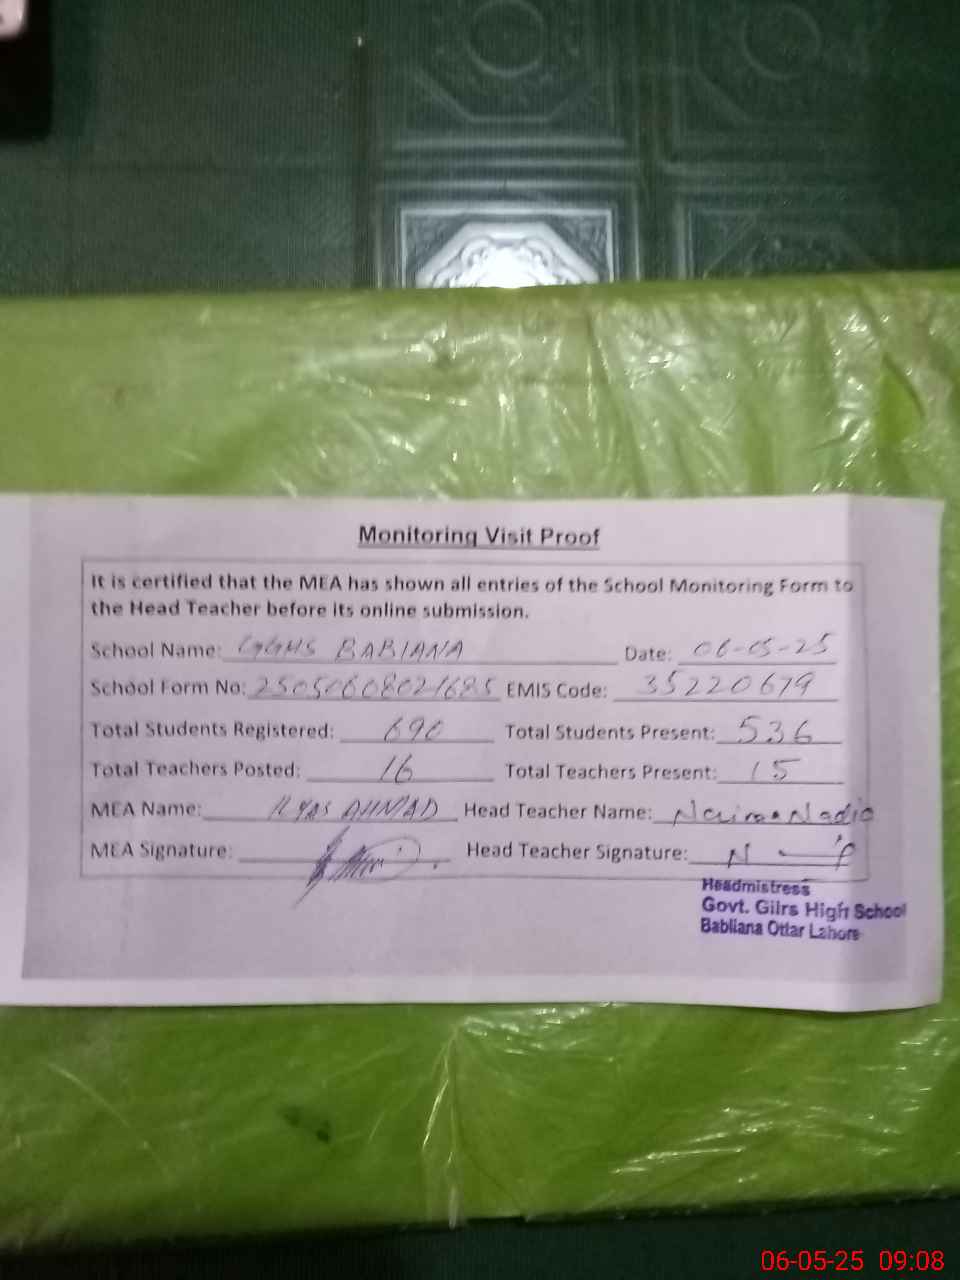 Monitoring Visit Proof
It is certified that the MEA has shown all entries of the School Monitoring Form to
the Head Teacher before its online submission.
School Name: GGHS BABIANA Date: 06-05-25
School Form No: 25050608021685 EMIS Code: 35220679
Total Students Registered: 690 Total Students Present: 536
Total Teachers Posted: 16 Total Teachers Present: 15
MEA Name: ILYAS AHMAD Head Teacher Name: Naima Nadia
MEA Signature: Head Teacher Signature:
Headmistress
Govt. Gilrs High School
Babliana Ottar Lahore
06-05-25 09:08